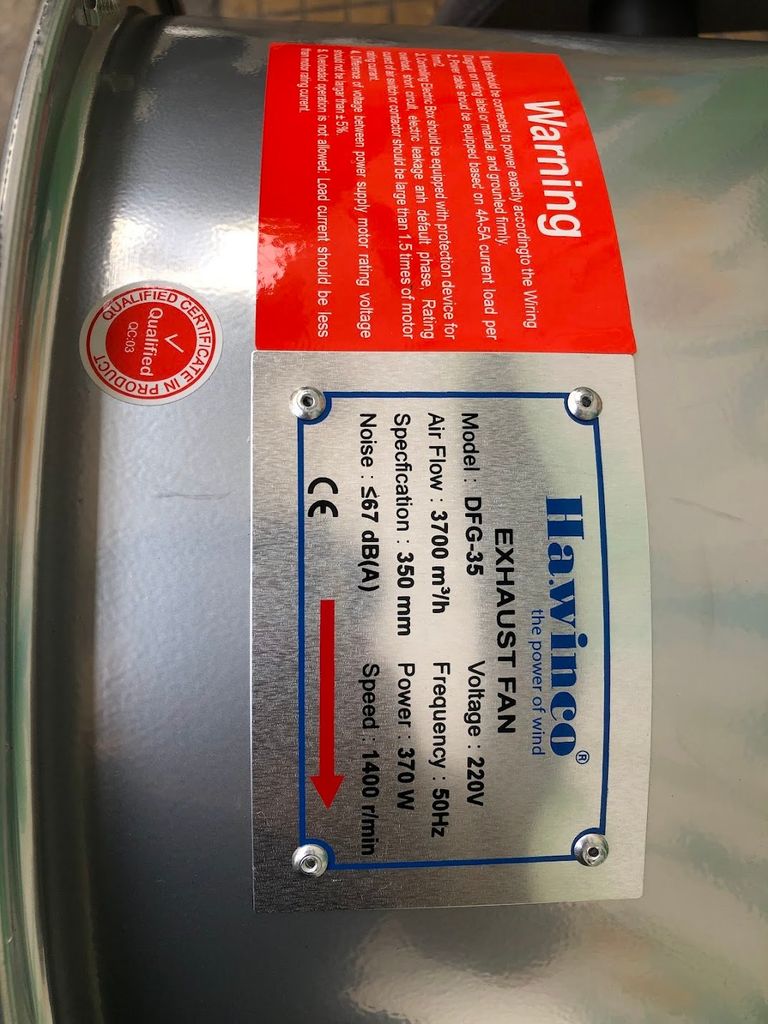 Warning
1. Motor should be connected to power exactly accordingto the Wiring
Diagram on rating label or manual, and grounded firmly.
2. Power cable should be equiped based on 4A-5A current load per
1mm2.
3. Controlling Electric Box should be equipped with protection device for
overload, short circuit, electric leakage anh default phase, Rating
current of air switch or contactor should be large than 1.5 times of motor
rating current.
4. Difference of voltage between power supply motor rating voltage
should not be larger than ± 5%.
5. Overloaded operation is not allowed: Load current should be less
than motor rating current.
Ha.winco®
the power of wind
EXHAUST FAN
Model : DFG-35 Voltage : 220V
Air Flow : 3700 m³/h Frequency : 50Hz
Specfication : 350 mm Power : 370 W
Noise : ≤67 dB(A) Speed : 1400 r/min
CE
QUALIFIED CERTIFICATE IN PRODUCT
Qualified
QC:03